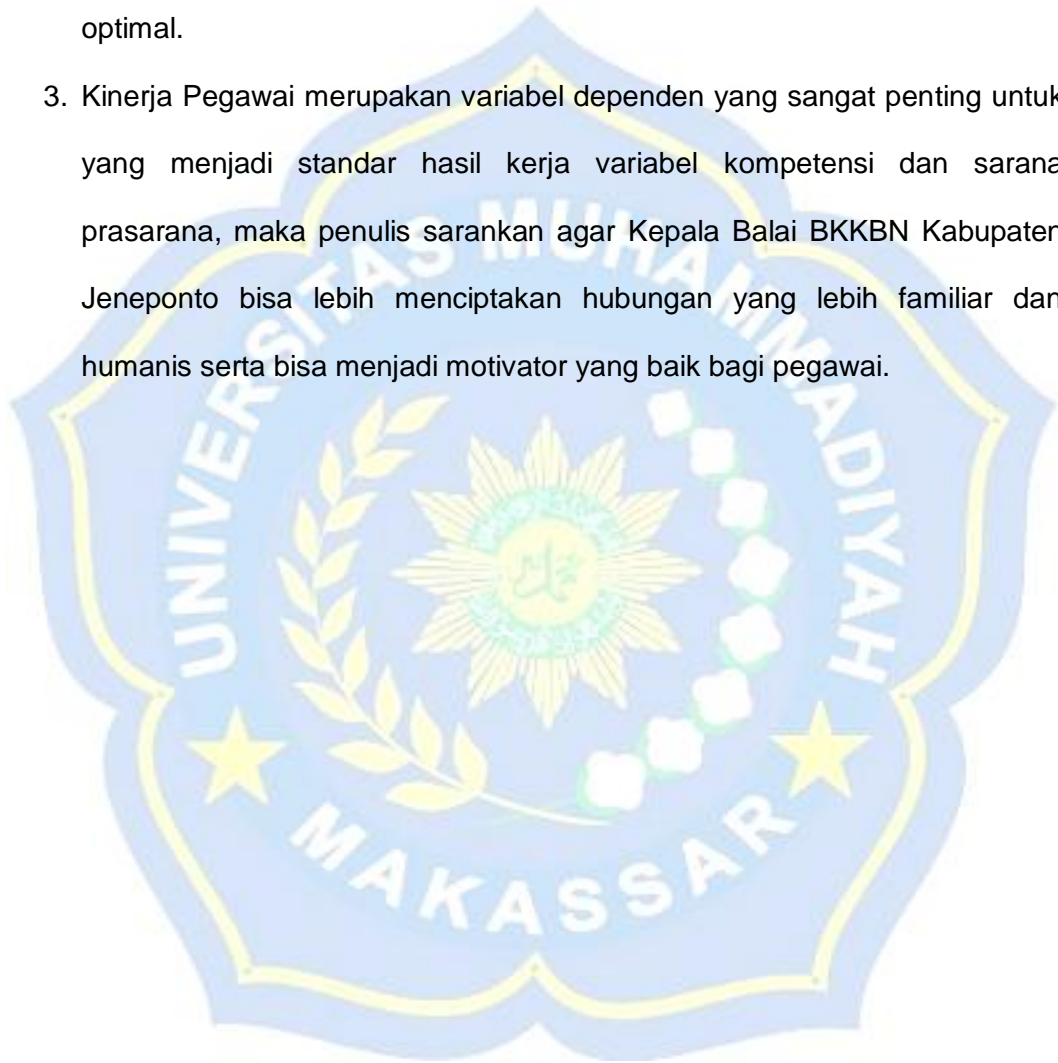 optimal.
3. Kinerja Pegawai merupakan variabel dependen yang sangat penting untuk
yang menjadi standar hasil kerja variabel kompetensi dan sarana
prasarana, maka penulis sarankan agar Kepala Balai BKKBN Kabupaten
Jeneponto bisa lebih menciptakan hubungan yang lebih familiar dan
humanis serta bisa menjadi motivator yang baik bagi pegawai.
UNIVERSITAS MUHAMMADIYAH
MAKASSAR